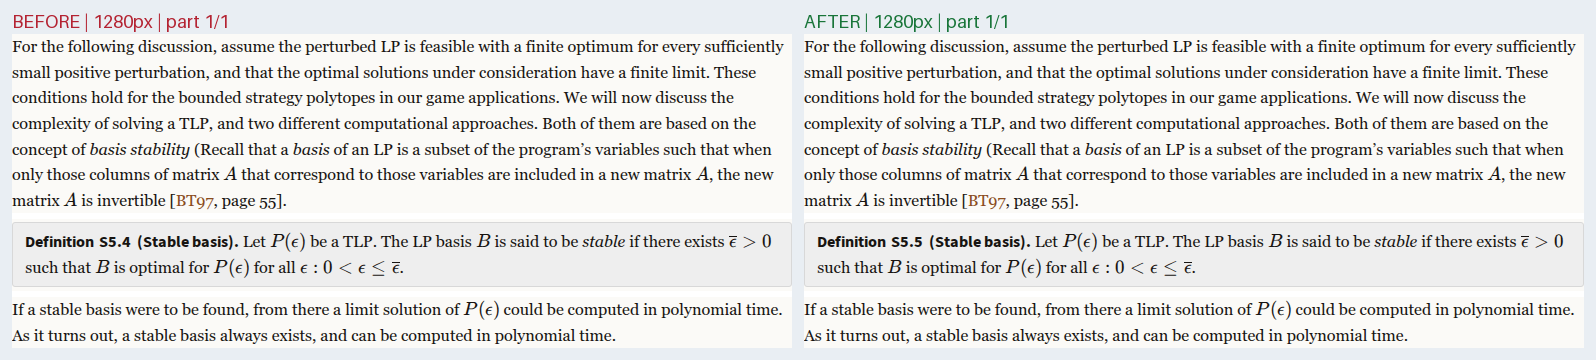 BEFORE | 1280px | part 1/1
For the following discussion, assume the perturbed LP is feasible with a finite optimum for every sufficiently
small positive perturbation, and that the optimal solutions under consideration have a finite limit. These
conditions hold for the bounded strategy polytopes in our game applications. We will now discuss the
complexity of solving a TLP, and two different computational approaches. Both of them are based on the
concept of basis stability (Recall that a basis of an LP is a subset of the program’s variables such that when
only those columns of matrix A that correspond to those variables are included in a new matrix A, the new
matrix A is invertible [BT97, page 55].
Definition S5.4 (Stable basis). Let P(ϵ) be a TLP. The LP basis B is said to be stable if there exists ϵ̅ > 0
such that B is optimal for P(ϵ) for all ϵ : 0 < ϵ ≤ ϵ̅.
If a stable basis were to be found, from there a limit solution of P(ϵ) could be computed in polynomial time.
As it turns out, a stable basis always exists, and can be computed in polynomial time.
AFTER | 1280px | part 1/1
For the following discussion, assume the perturbed LP is feasible with a finite optimum for every sufficiently
small positive perturbation, and that the optimal solutions under consideration have a finite limit. These
conditions hold for the bounded strategy polytopes in our game applications. We will now discuss the
complexity of solving a TLP, and two different computational approaches. Both of them are based on the
concept of basis stability (Recall that a basis of an LP is a subset of the program’s variables such that when
only those columns of matrix A that correspond to those variables are included in a new matrix A, the new
matrix A is invertible [BT97, page 55].
Definition S5.5 (Stable basis). Let P(ϵ) be a TLP. The LP basis B is said to be stable if there exists ϵ̅ > 0
such that B is optimal for P(ϵ) for all ϵ : 0 < ϵ ≤ ϵ̅.
If a stable basis were to be found, from there a limit solution of P(ϵ) could be computed in polynomial time.
As it turns out, a stable basis always exists, and can be computed in polynomial time.